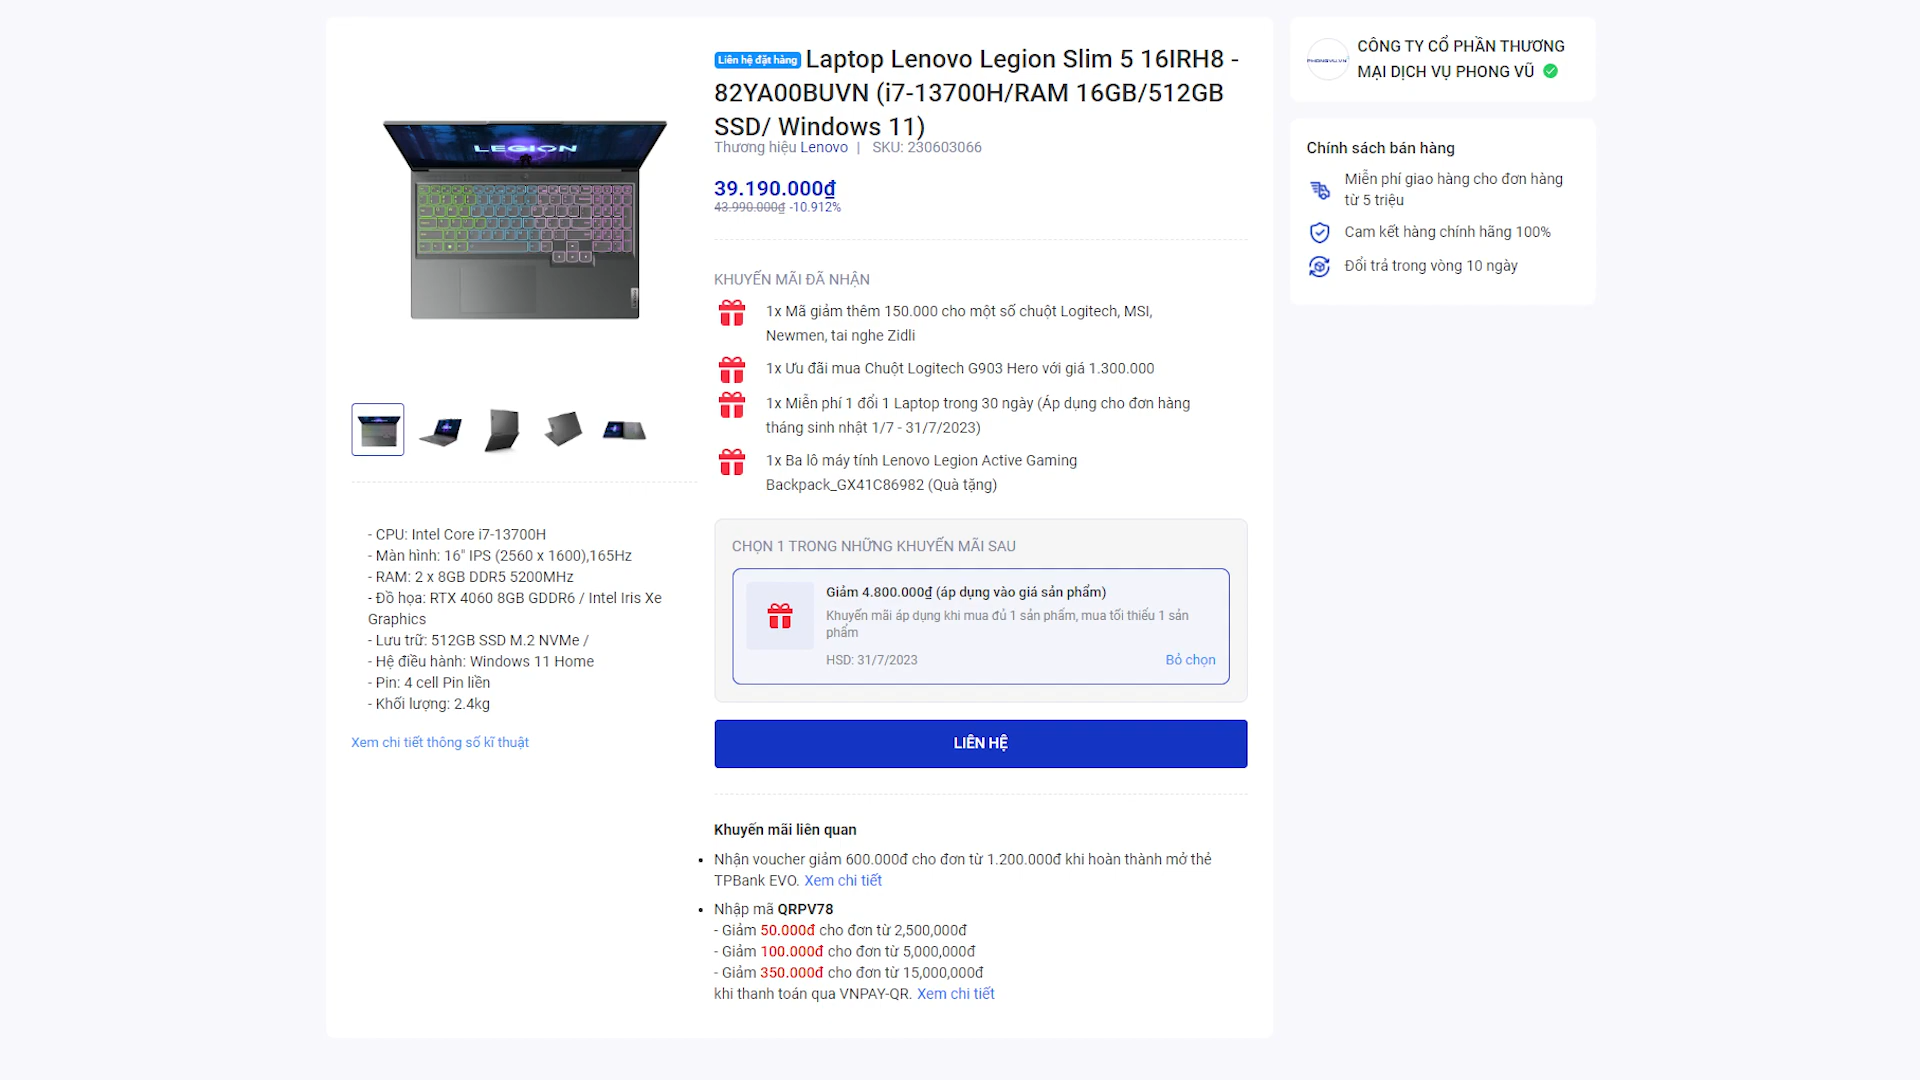 Liên hệ đặt hàng Laptop Lenovo Legion Slim 5 16IRH8 -
82YA00BUVN (i7-13700H/RAM 16GB/512GB
SSD/ Windows 11)
Thương hiệu Lenovo | SKU: 230603066
39.190.000₫
43.990.000₫ -10.912%
KHUYẾN MÃI ĐÃ NHẬN
1x Mã giảm thêm 150.000 cho một số chuột Logitech, MSI,
Newmen, tai nghe Zidli
1x Ưu đãi mua Chuột Logitech G903 Hero với giá 1.300.000
1x Miễn phí 1 đổi 1 Laptop trong 30 ngày (Áp dụng cho đơn hàng
tháng sinh nhật 1/7 - 31/7/2023)
1x Ba lô máy tính Lenovo Legion Active Gaming
Backpack_GX41C86982 (Quà tặng)
CHỌN 1 TRONG NHỮNG KHUYẾN MÃI SAU
Giảm 4.800.000₫ (áp dụng vào giá sản phẩm)
Khuyến mãi áp dụng khi mua đủ 1 sản phẩm, mua tối thiểu 1 sản
phẩm
HSD: 31/7/2023
Bỏ chọn
LIÊN HỆ
Khuyến mãi liên quan
Nhận voucher giảm 600.000đ cho đơn từ 1.200.000đ khi hoàn thành mở thẻ
TPBank EVO. Xem chi tiết
Nhập mã QRPV78
- Giảm 50.000đ cho đơn từ 2,500,000đ
- Giảm 100.000đ cho đơn từ 5,000,000đ
- Giảm 350.000đ cho đơn từ 15,000,000đ
khi thanh toán qua VNPAY-QR. Xem chi tiết
LEGION
- CPU: Intel Core i7-13700H
- Màn hình: 16" IPS (2560 x 1600),165Hz
- RAM: 2 x 8GB DDR5 5200MHz
- Đồ họa: RTX 4060 8GB GDDR6 / Intel Iris Xe
Graphics
- Lưu trữ: 512GB SSD M.2 NVMe /
- Hệ điều hành: Windows 11 Home
- Pin: 4 cell Pin liền
- Khối lượng: 2.4kg
Xem chi tiết thông số kĩ thuật
PHONGVU.VN
CÔNG TY CỔ PHẦN THƯƠNG
MẠI DỊCH VỤ PHONG VŨ
Chính sách bán hàng
Miễn phí giao hàng cho đơn hàng
từ 5 triệu
Cam kết hàng chính hãng 100%
Đổi trả trong vòng 10 ngày